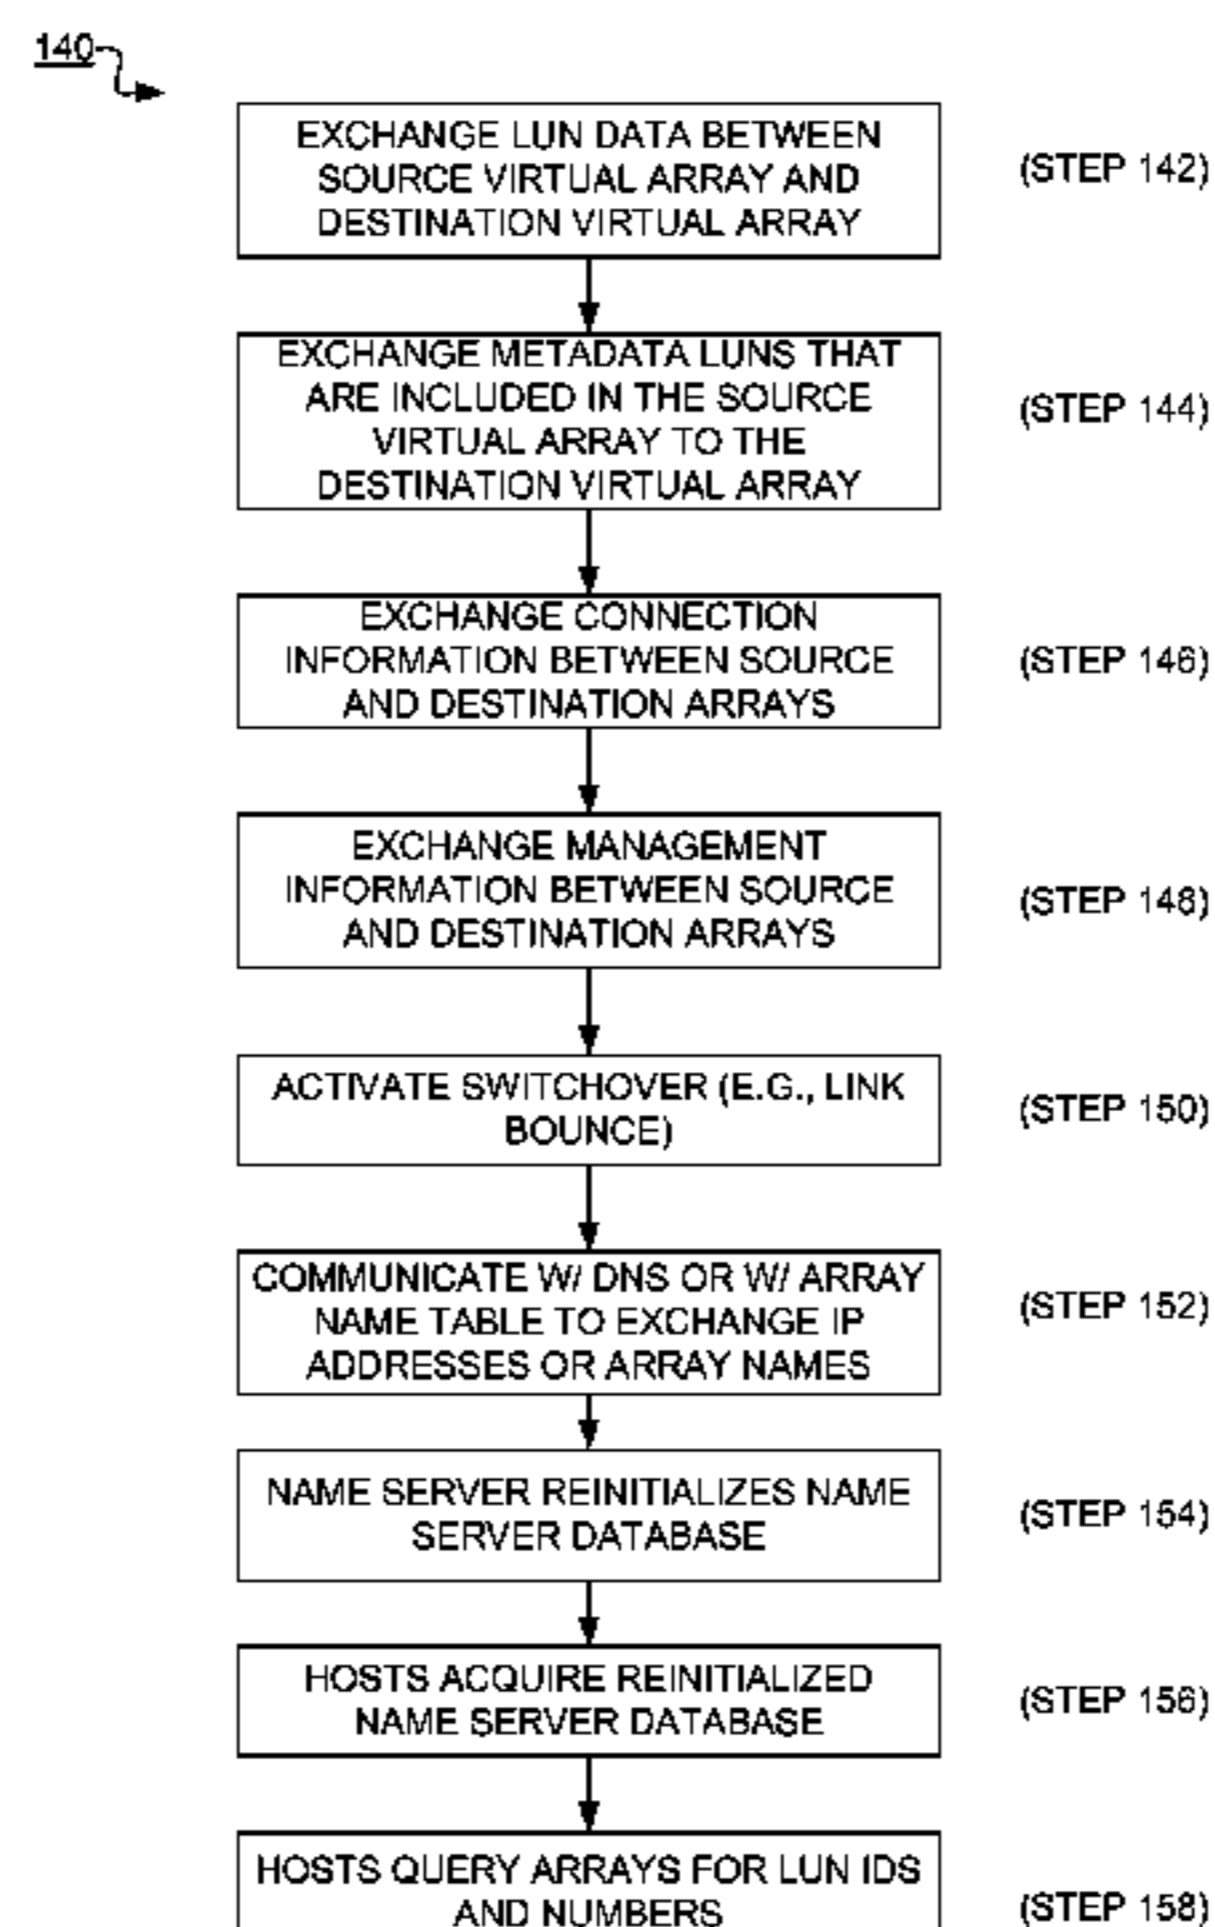 140
EXCHANGE LUN DATA BETWEEN
SOURCE VIRTUAL ARRAY AND
DESTINATION VIRTUAL ARRAY
(STEP 142)
EXCHANGE METADATA LUNS THAT
ARE INCLUDED IN THE SOURCE
VIRTUAL ARRAY TO THE
DESTINATION VIRTUAL ARRAY
(STEP 144)
EXCHANGE CONNECTION
INFORMATION BETWEEN SOURCE
AND DESTINATION ARRAYS
(STEP 146)
EXCHANGE MANAGEMENT
INFORMATION BETWEEN SOURCE
AND DESTINATION ARRAYS
(STEP 148)
ACTIVATE SWITCHOVER (E.G., LINK
BOUNCE)
(STEP 150)
COMMUNICATE W/ DNS OR W/ ARRAY
NAME TABLE TO EXCHANGE IP
ADDRESSES OR ARRAY NAMES
(STEP 152)
NAME SERVER REINITIALIZES NAME
SERVER DATABASE
(STEP 154)
HOSTS ACQUIRE REINITIALIZED
NAME SERVER DATABASE
(STEP 156)
HOSTS QUERY ARRAYS FOR LUN IDS
AND NUMBERS
(STEP 158)